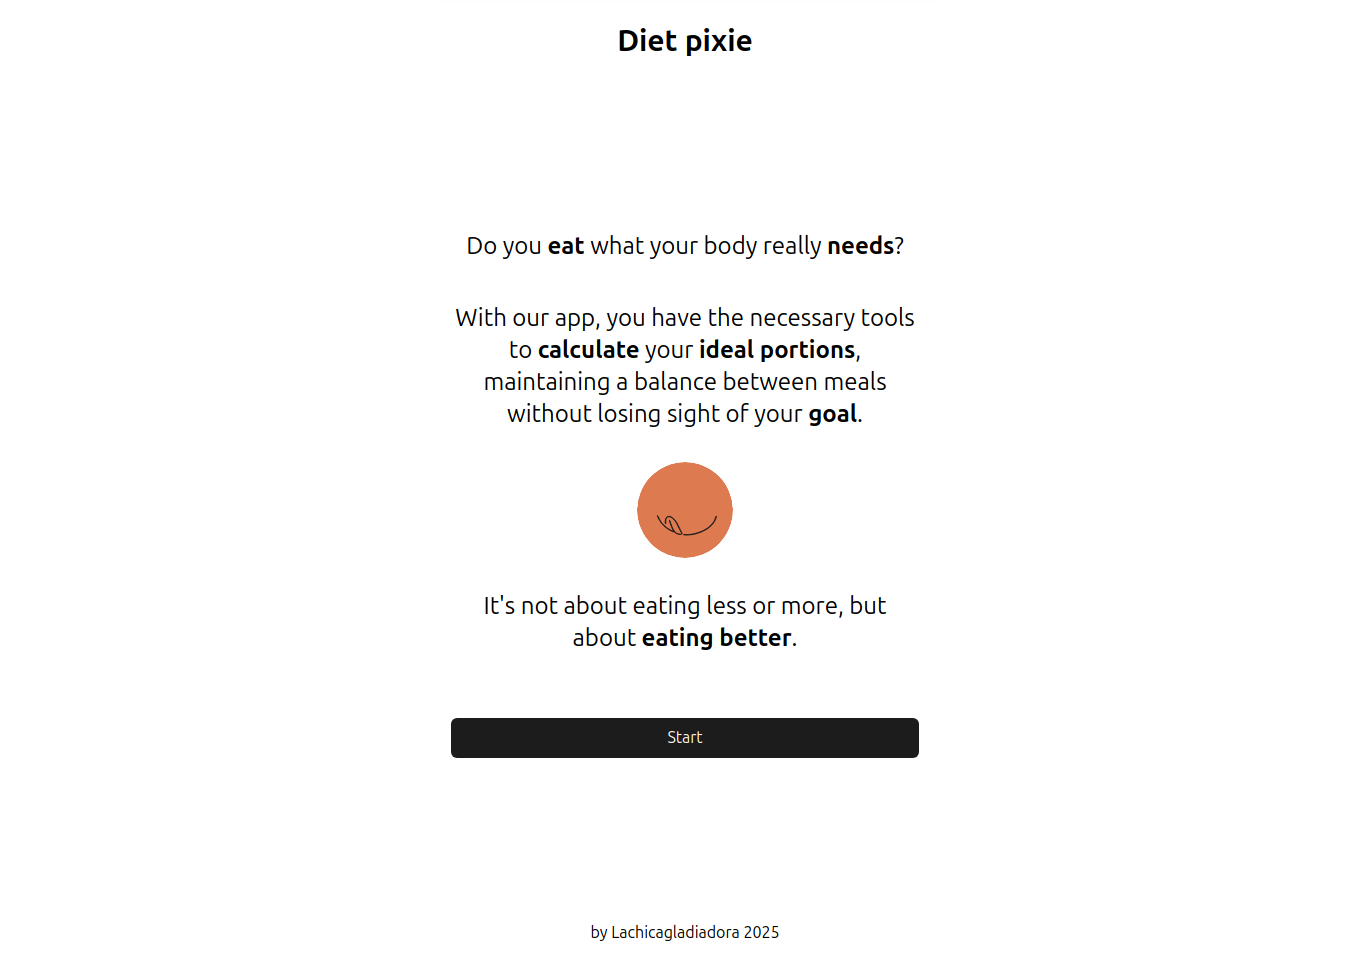 Diet pixie
Do you eat what your body really needs?
With our app, you have the necessary tools
to calculate your ideal portions,
maintaining a balance between meals
without losing sight of your goal.
It's not about eating less or more, but
about eating better.
Start
by Lachicagladiadora 2025